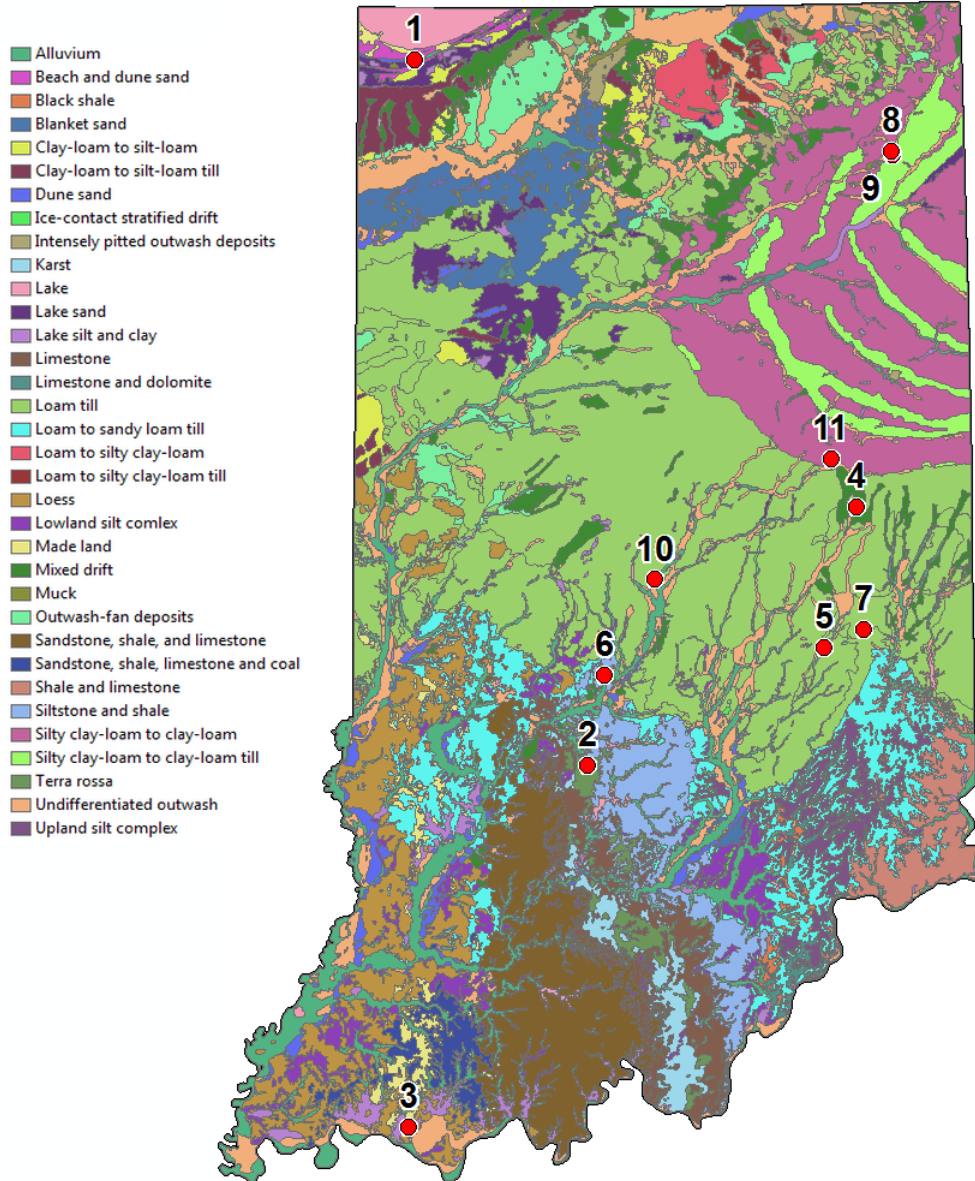 Alluvium
Beach and dune sand
Black shale
Blanket sand
Clay-loam to silt-loam
Clay-loam to silt-loam till
Dune sand
Ice-contact stratified drift
Intensely pitted outwash deposits
Karst
Lake
Lake sand
Lake silt and clay
Limestone
Limestone and dolomite
Loam till
Loam to sandy loam till
Loam to silty clay-loam
Loam to silty clay-loam till
Loess
Lowland silt comlex
Made land
Mixed drift
Muck
Outwash-fan deposits
Sandstone, shale, and limestone
Sandstone, shale, limestone and coal
Shale and limestone
Siltstone and shale
Silty clay-loam to clay-loam
Silty clay-loam to clay-loam till
Terra rossa
Undifferentiated outwash
Upland silt complex
1
8
9
11
4
10
7
5
6
2
3